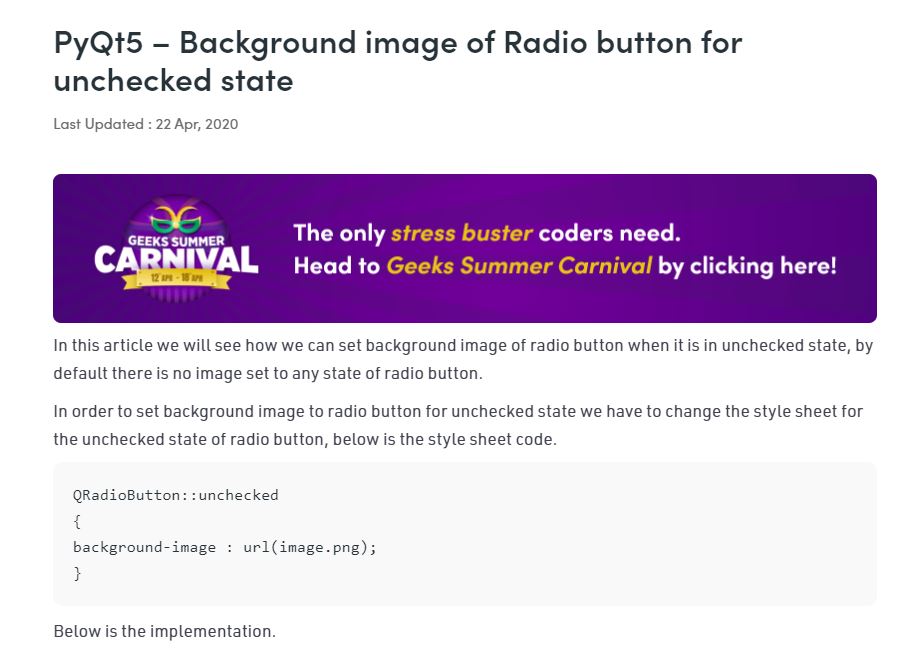 PyQt5 – Background image of Radio button for
unchecked state
Last Updated : 22 Apr, 2020
GEEKS SUMMER
CARNIVAL
12 APR - 18 APR
The only stress buster coders need.
Head to Geeks Summer Carnival by clicking here!
In this article we will see how we can set background image of radio button when it is in unchecked state, by
default there is no image set to any state of radio button.
In order to set background image to radio button for unchecked state we have to change the style sheet for
the unchecked state of radio button, below is the style sheet code.
QRadioButton::unchecked
{
background-image : url(image.png);
}
Below is the implementation.